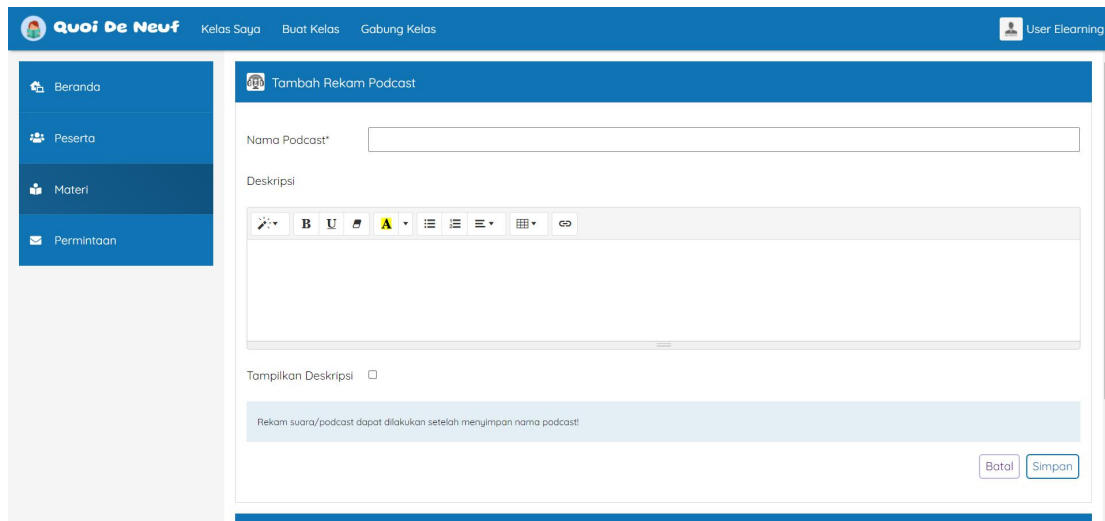 Quoi De Neuf Kelas Saya Buat Kelas Gabung Kelas User Elearning
Beranda
Peserta
Materi
Permintaan
Tambah Rekam Podcast
Nama Podcast*
Deskripsi
B U A
Tampilkan Deskripsi
Rekam suara/podcast dapat dilakukan setelah menyimpan nama podcast!
Batal Simpan